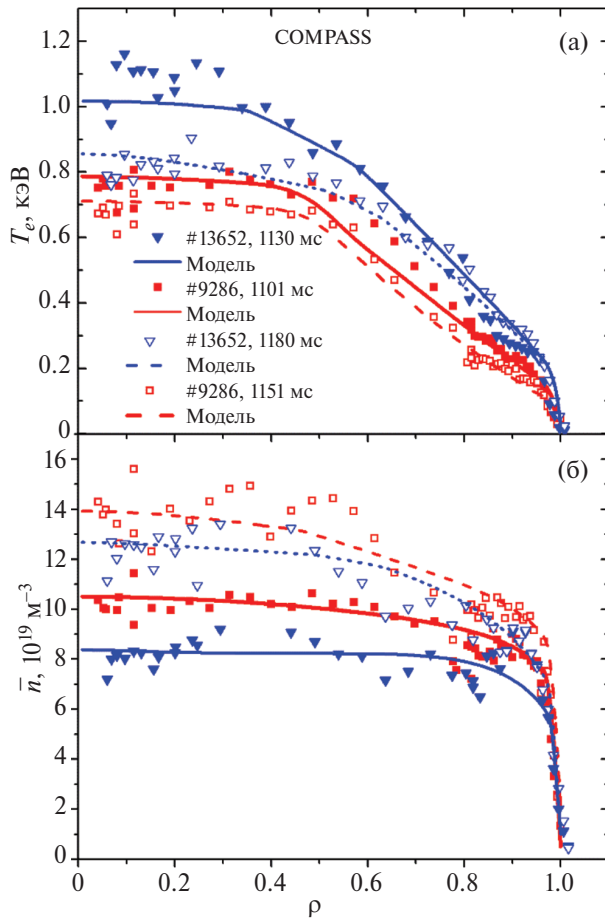 COMPASS
(а)
1.2
1.0
0.8
0.6
0.4
0.2
0
T_e, кэВ
#13652, 1130 мс
Модель
#9286, 1101 мс
Модель
#13652, 1180 мс
Модель
#9286, 1151 мс
Модель
(б)
16
14
12
10
8
6
4
2
0
n̅, 10¹⁹ м⁻³
0 0.2 0.4 0.6 0.8 1.0
ρ